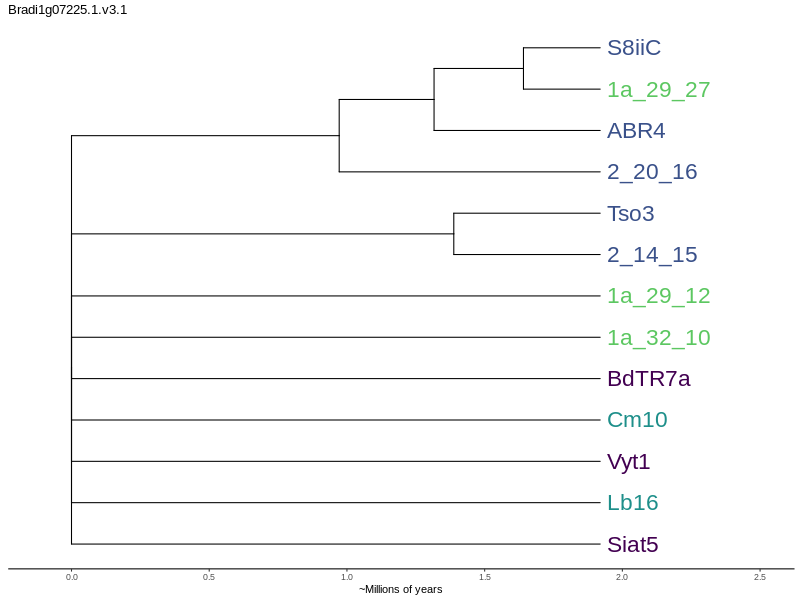 Bradi1g07225.1.v3.1
S8iiC
1a_29_27
ABR4
2_20_16
Tso3
2_14_15
1a_29_12
1a_32_10
BdTR7a
Cm10
Vyt1
Lb16
Siat5
0.0 0.5 1.0 1.5 2.0 2.5
~Millions of years